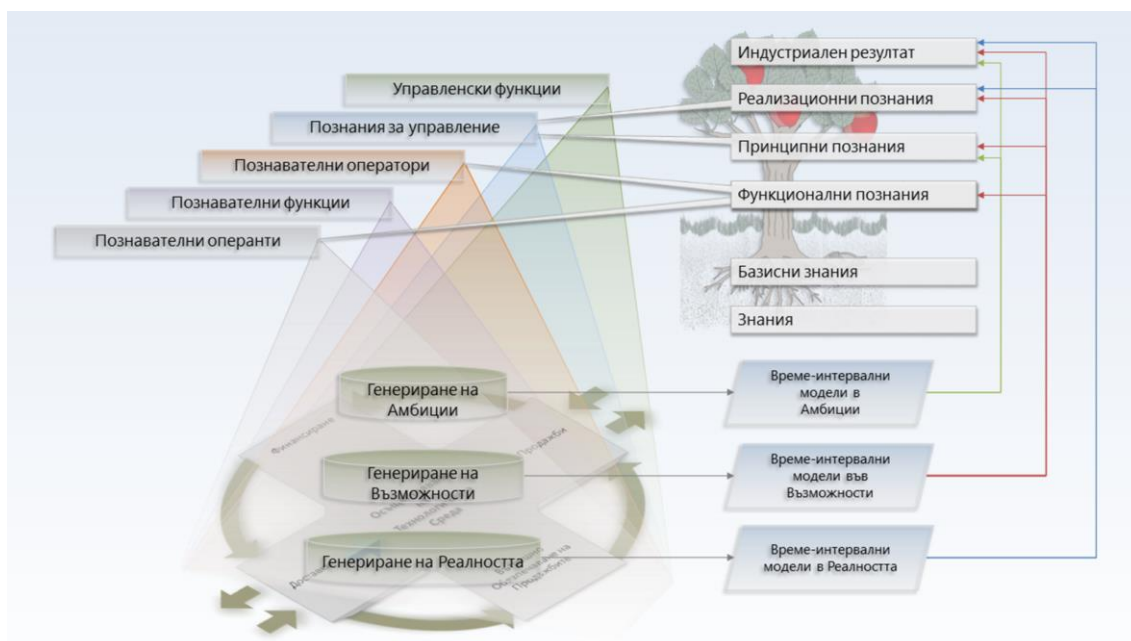 Индустриален резултат
Управленски функции
Реализационни познания
Познания за управление
Принципни познания
Познавателни оператори
Функционални познания
Познавателни функции
Познавателни операнти
Базисни знания
Знания
Генериране на
Амбиции
Време-интервални
модели в
Амбиции
Финансиране
Продажби
Генериране на
Възможности
Време-интервални
модели във
Възможности
Среда
Генериране на Реалността
Време-интервални
модели в Реалността
Продажбите